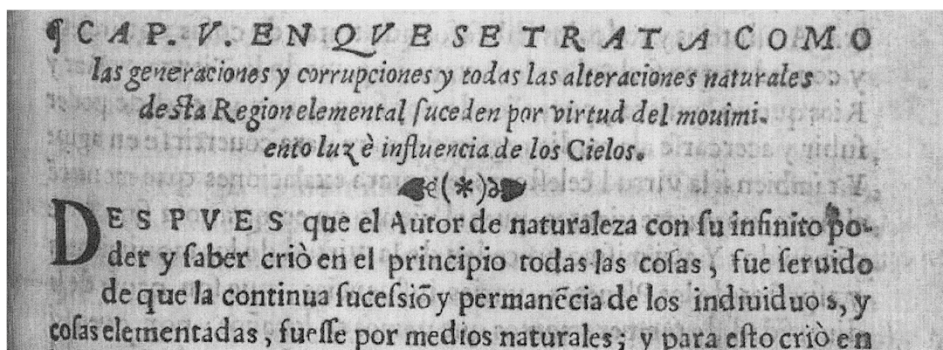 ¶ CAP. V. EN QVE SE TRATA COMO
las generaciones y corrupciones y todas las alteraciones naturales
desta Region elemental ſuceden por virtud del mouimi-
ento luz è influencia de los Cielos.
(*)
DESPVES que el Autor de naturaleza con ſu infinito po-
der y ſaber criò en el principio todas las coſas, fue ſeruido
de que la continua ſuceſsiõ y permanẽcia de los indiuiduos, y
coſas elementadas, fueſſe por medios naturales; y para eſto criò en